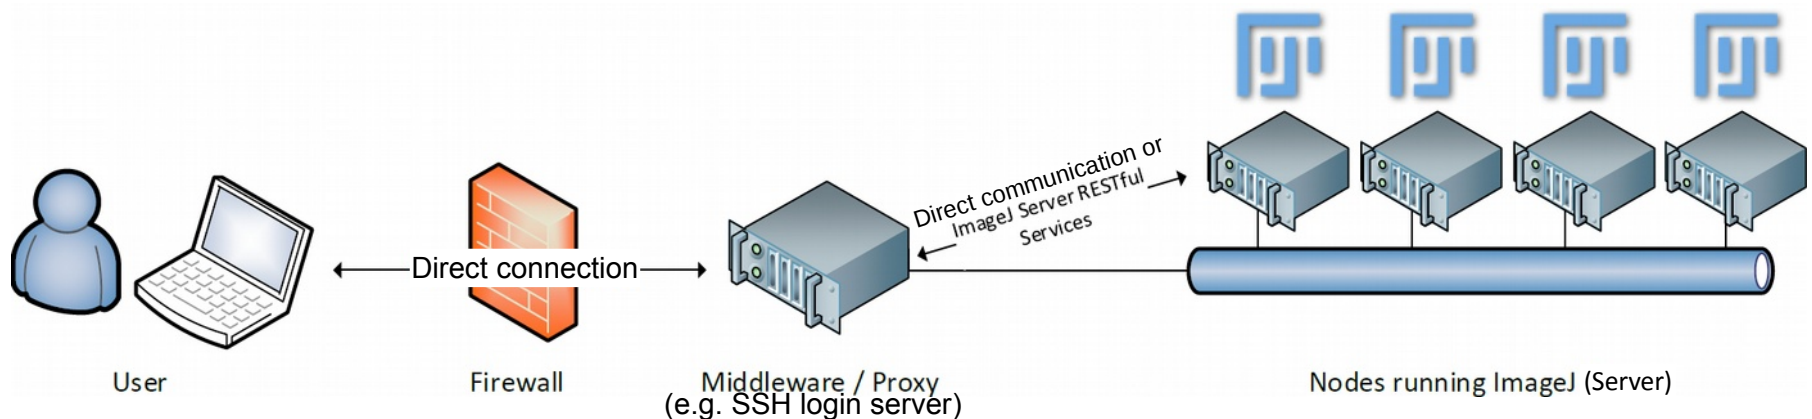 Direct communication or
ImageJ Server RESTful
Services
Direct connection
User
Firewall
Middleware / Proxy
(e.g. SSH login server)
Nodes running ImageJ (Server)